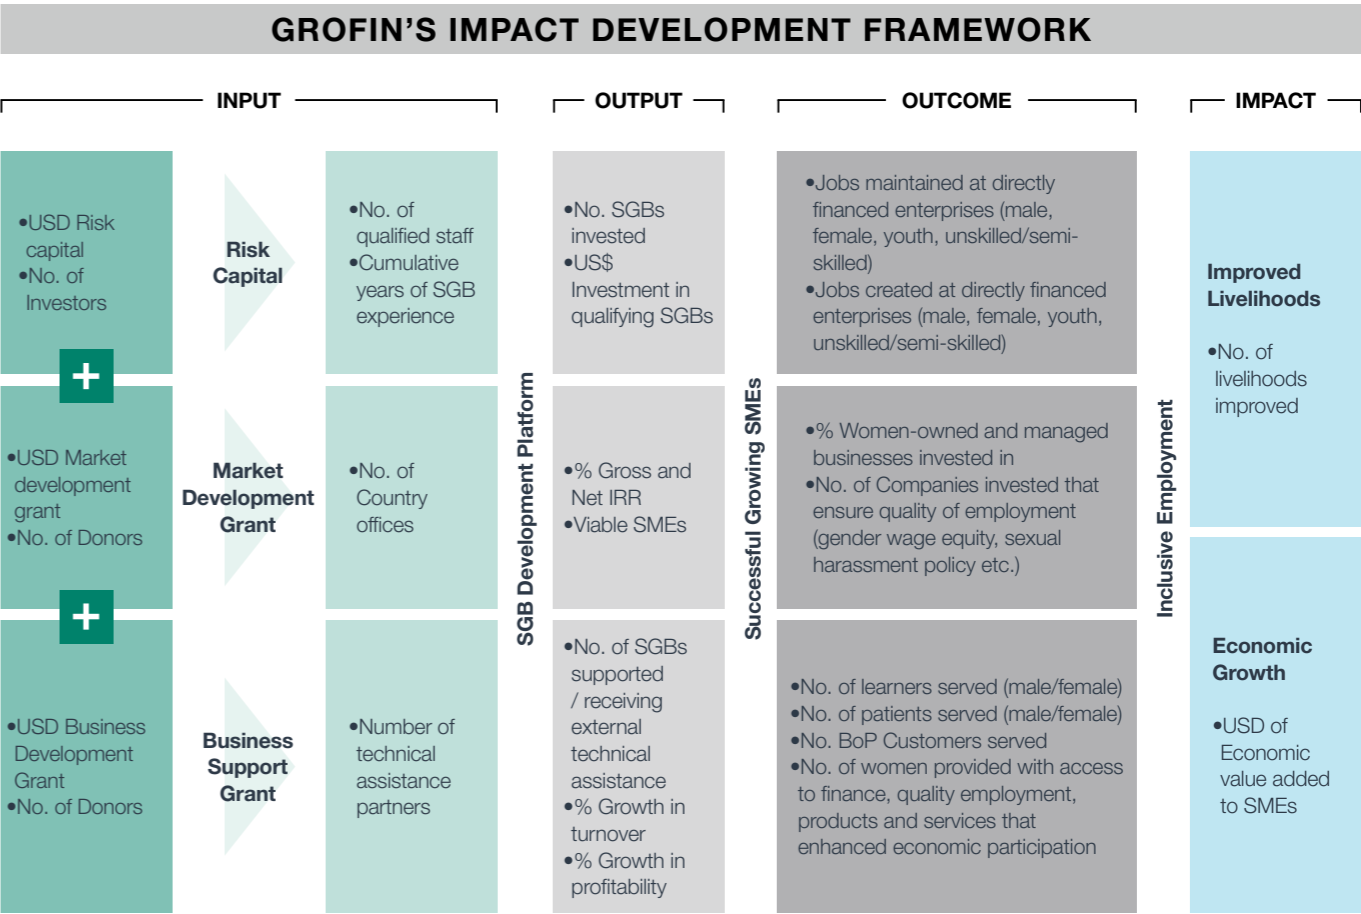 GROFIN'S IMPACT DEVELOPMENT FRAMEWORK
INPUT
OUTPUT
OUTCOME
IMPACT
•USD Risk
capital
•No. of
Investors
Risk
Capital
•No. of
qualified staff
•Cumulative
years of SGB
experience
+
•USD Market
development
grant
•No. of Donors
Market
Development
Grant
•No. of
Country
offices
+
•USD Business
Development
Grant
•No. of Donors
Business
Support
Grant
•Number of
technical
assistance
partners
SGB Development Platform
•No. SGBs
invested
•US$
Investment in
qualifying SGBs
•% Gross and
Net IRR
•Viable SMEs
•No. of SGBs
supported
/ receiving
external
technical
assistance
•% Growth in
turnover
•% Growth in
profitability
Successful Growing SMEs
•Jobs maintained at directly
financed enterprises (male,
female, youth, unskilled/semi-
skilled)
•Jobs created at directly financed
enterprises (male, female, youth,
unskilled/semi-skilled)
•% Women-owned and managed
businesses invested in
•No. of Companies invested that
ensure quality of employment
(gender wage equity, sexual
harassment policy etc.)
•No. of learners served (male/female)
•No. of patients served (male/female)
•No. BoP Customers served
•No. of women provided with access
to finance, quality employment,
products and services that
enhanced economic participation
Inclusive Employment
Improved
Livelihoods
•No. of
livelihoods
improved
Economic
Growth
•USD of
Economic
value added
to SMEs